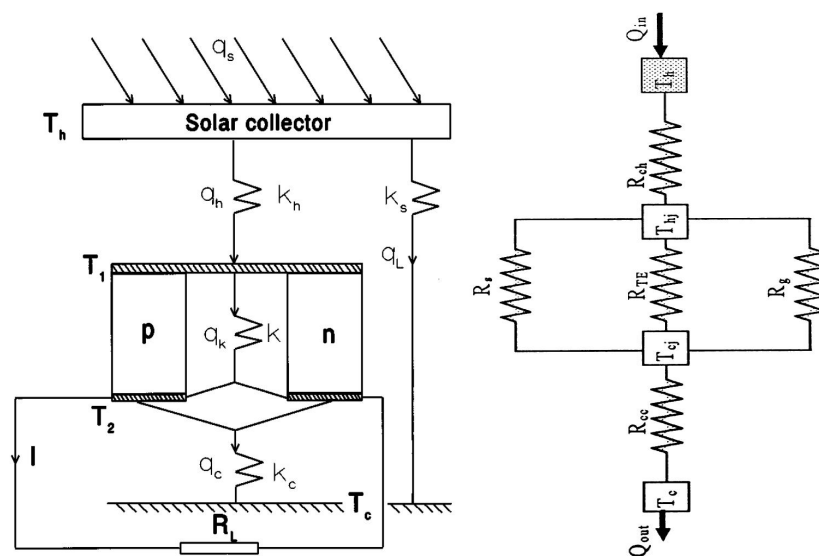 q_s
T_h
Solar collector
q_h
k_h
k_s
q_L
T_1
p
q_k
k
n
T_2
I
q_c
k_c
T_c
R_L
Q_in
T_h
R_ch
T_hj
R_s
R_TE
R_g
T_cj
R_cc
T_c
Q_out